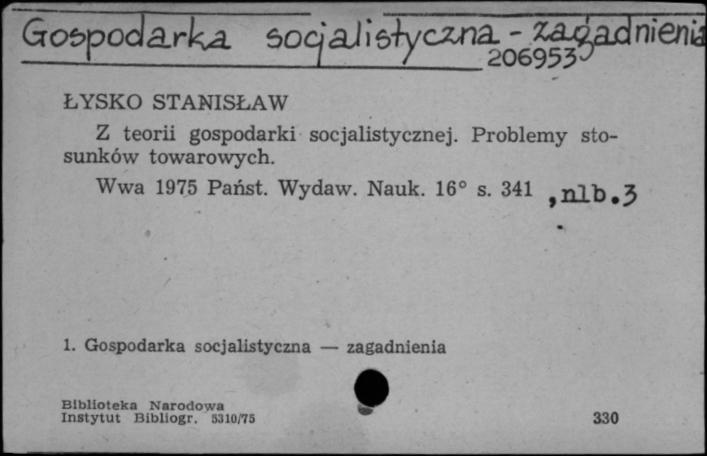 Gospodarka socjalistyczna - zagadnienia
206953
ŁYSKO STANISŁAW
Z teorii gospodarki socjalistycznej. Problemy sto-
sunków towarowych.
Wwa 1975 Państ. Wydaw. Nauk. 16° s. 341 , nlb. 3
1. Gospodarka socjalistyczna — zagadnienia
Biblioteka Narodowa
Instytut Bibliogr. 5310/75 330